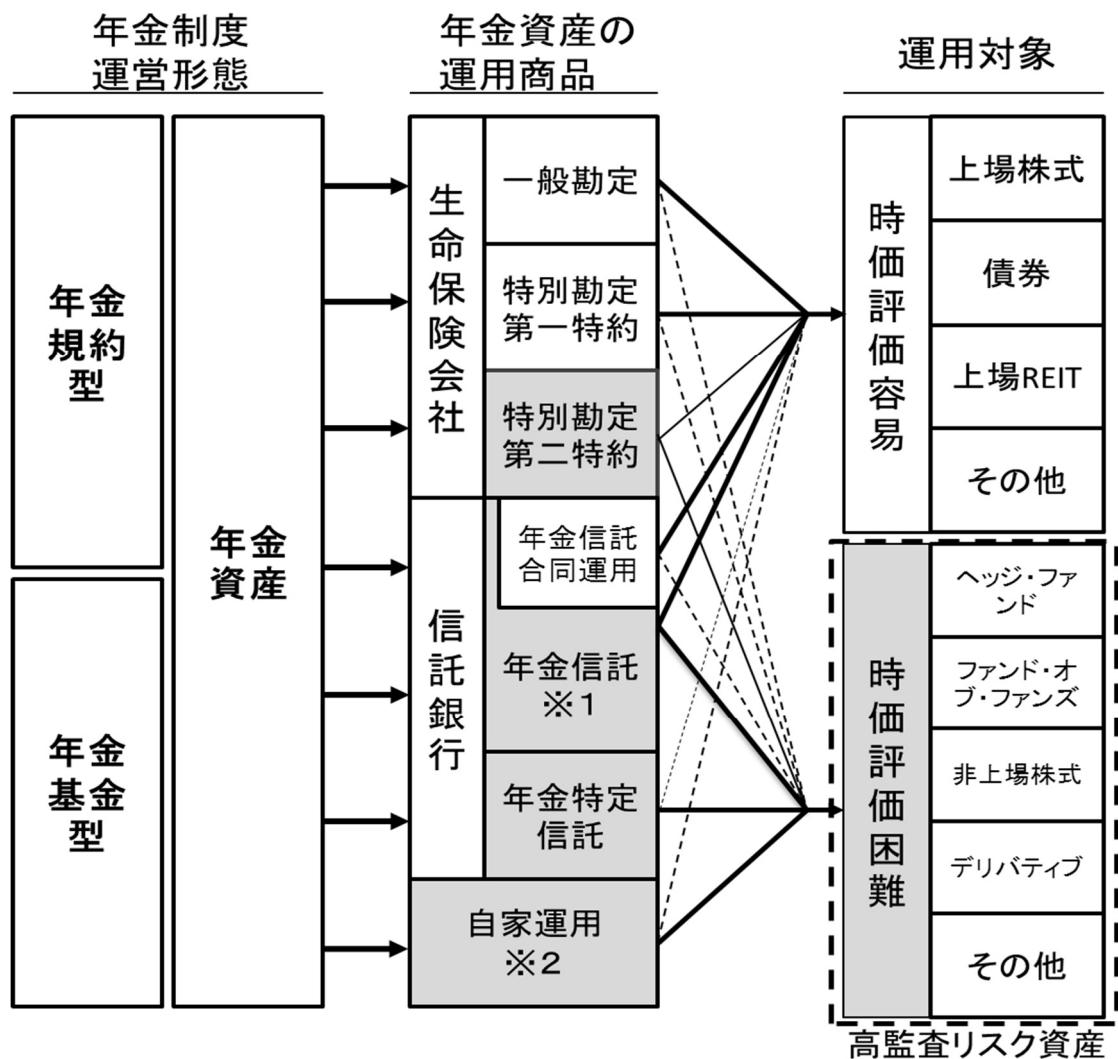 年金制度
運営形態
年金資産の
運用商品
運用対象
年金
規約
型
年金
基金
型
年金
資産
生命保険会社
一般勘定
特別勘定
第一特約
特別勘定
第二特約
信託銀行
年金信託
合同運用
年金信託
※1
年金特定
信託
自家運用
※2
時価評価容易
上場株式
債券
上場REIT
その他
時価評価困難
ヘッジ・ファ
ンド
ファンド・オ
ブ・ファンズ
非上場株式
デリバティブ
その他
高監査リスク資産